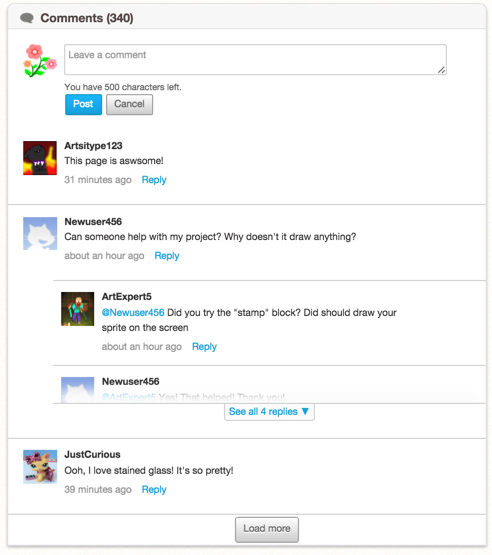 Comments (340)
Leave a comment
You have 500 characters left.
Post Cancel
Artsitype123
This page is aswsome!
31 minutes ago Reply
Newuser456
Can someone help with my project? Why doesn't it draw anything?
about an hour ago Reply
ArtExpert5
@Newuser456 Did you try the "stamp" block? Did should draw your
sprite on the screen
about an hour ago Reply
Newuser456
@ArtExpert5 Yes! That helped! Thank you!
See all 4 replies ▼
JustCurious
Ooh, I love stained glass! It's so pretty!
39 minutes ago Reply
Load more